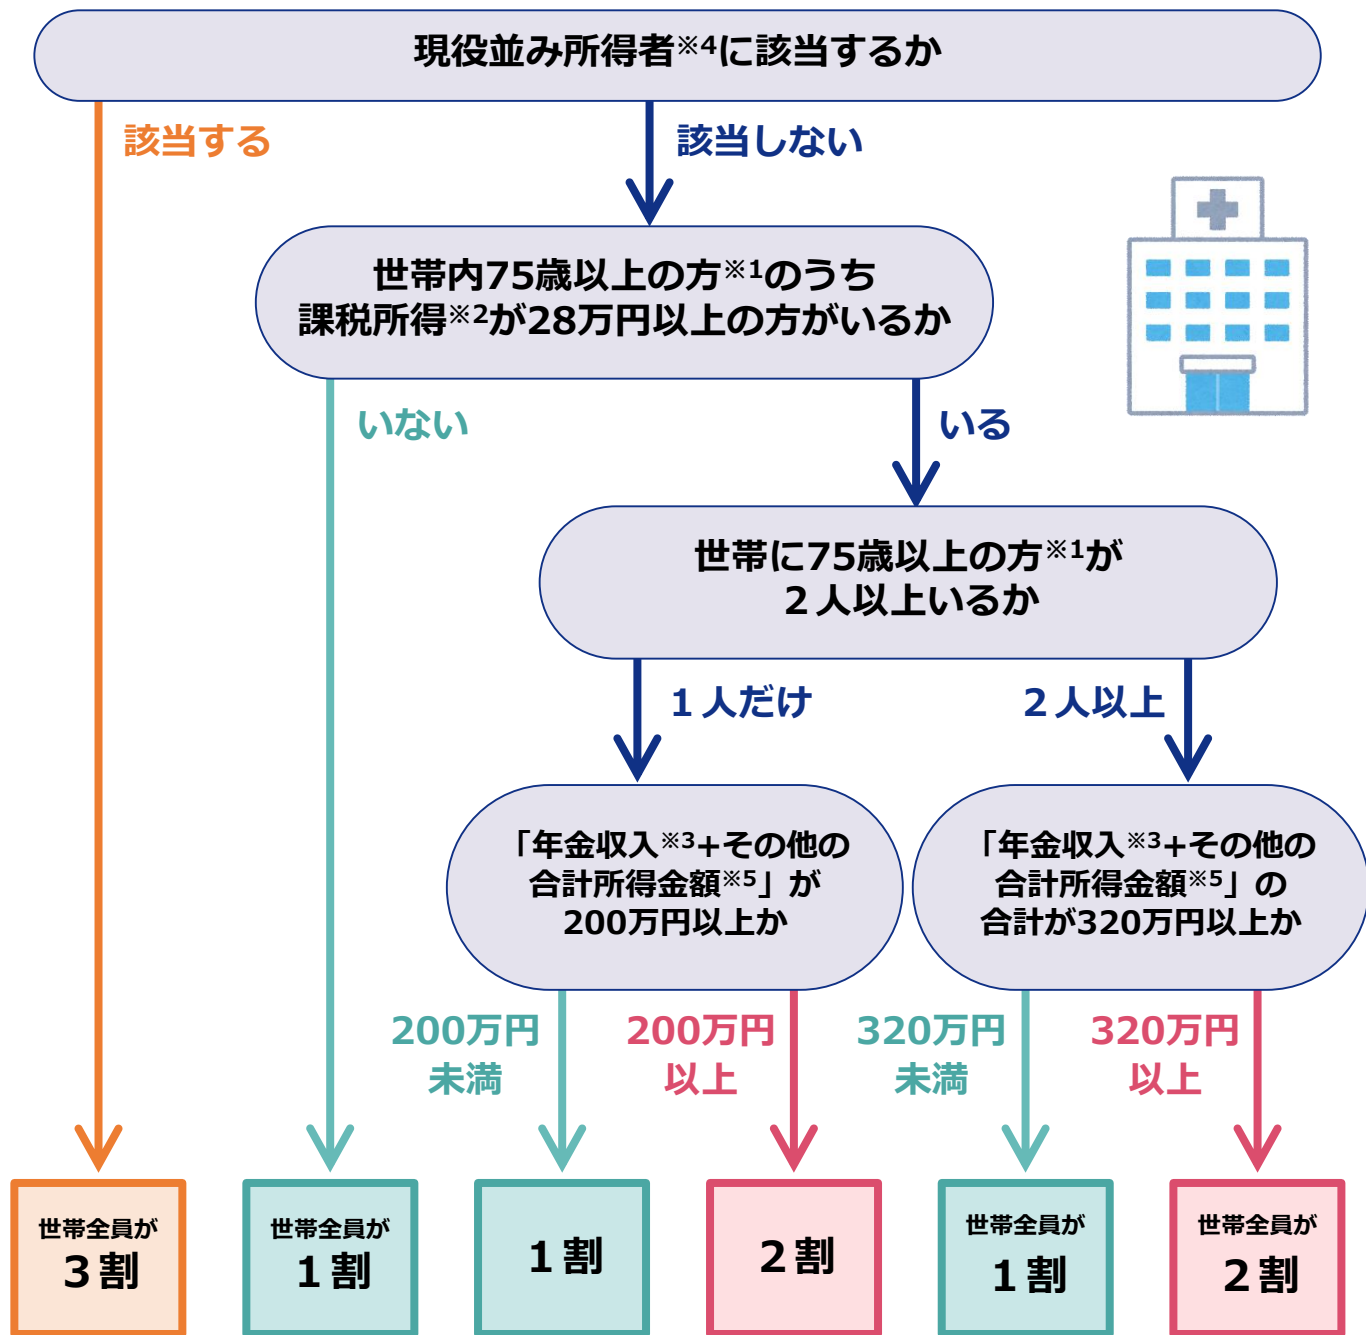 現役並み所得者※4に該当するか
該当する
該当しない
世帯内75歳以上の方※1のうち
課税所得※2が28万円以上の方がいるか
いない
いる
世帯に75歳以上の方※1が
２人以上いるか
１人だけ
２人以上
「年金収入※3+その他の
合計所得金額※5」が
200万円以上か
「年金収入※3+その他の
合計所得金額※5」の
合計が320万円以上か
200万円
未満
200万円
以上
320万円
未満
320万円
以上
世帯全員が
３割
世帯全員が
１割
１割
２割
世帯全員が
１割
世帯全員が
２割